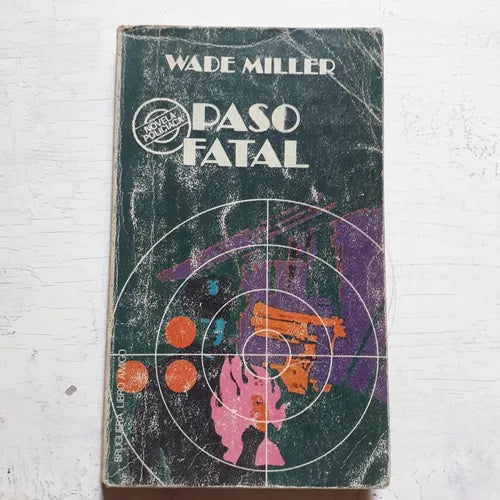 WADE MILLER
PASO
FATAL
NOVELA
POLICIACA
BRUGUERA LIBRO AMIGO